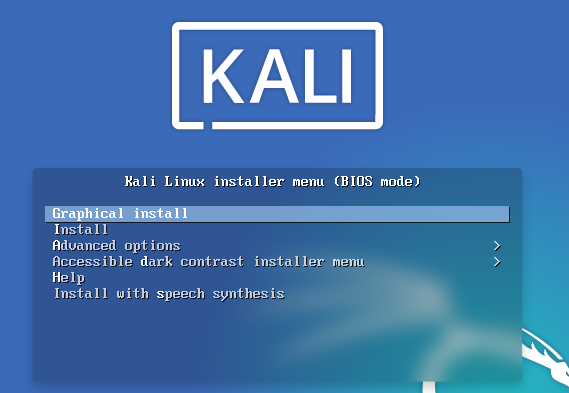 KALI
Kali Linux installer menu (BIOS mode)
Graphical install
Install
Advanced options >
Accessible dark contrast installer menu >
Help
Install with speech synthesis